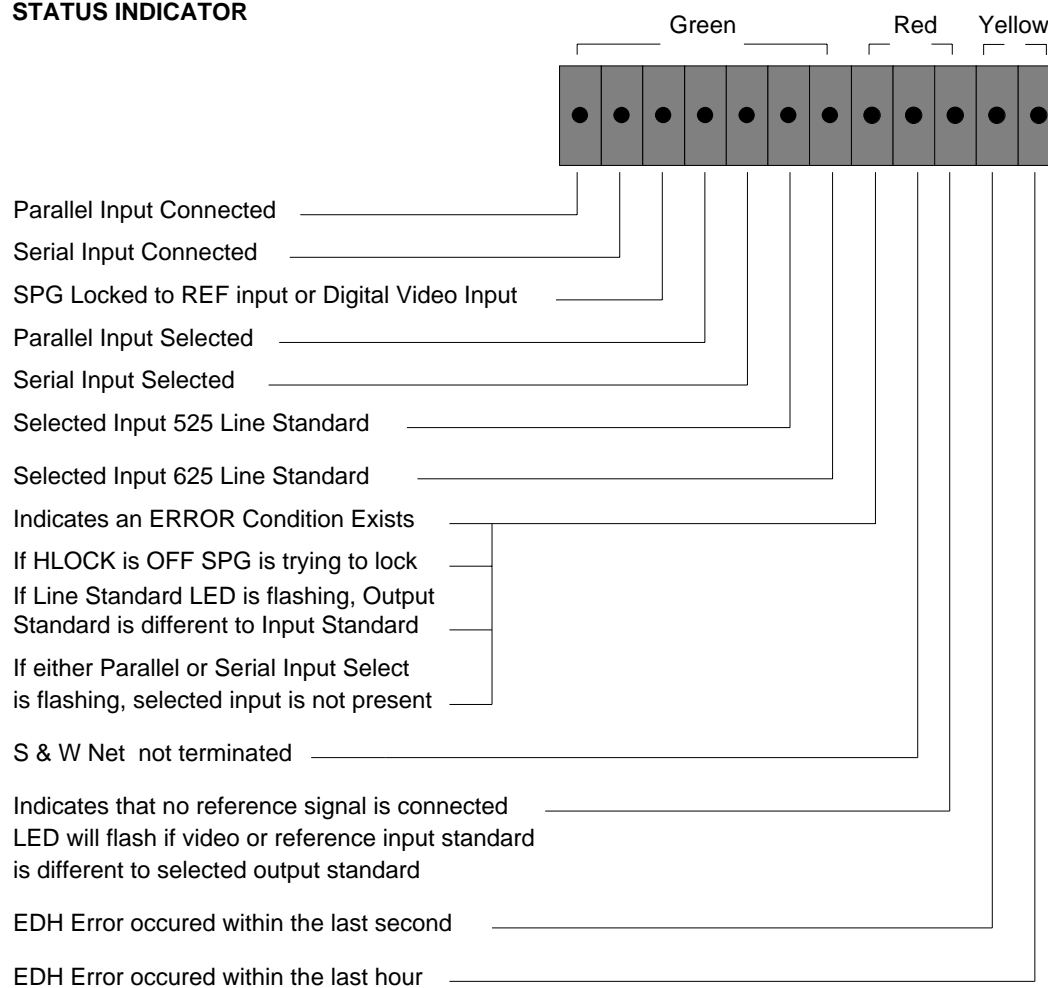 STATUS INDICATOR
Green
Red
Yellow
Parallel Input Connected
Serial Input Connected
SPG Locked to REF input or Digital Video Input
Parallel Input Selected
Serial Input Selected
Selected Input 525 Line Standard
Selected Input 625 Line Standard
Indicates an ERROR Condition Exists
If HLOCK is OFF SPG is trying to lock
If Line Standard LED is flashing, Output
Standard is different to Input Standard
If either Parallel or Serial Input Select
is flashing, selected input is not present
S & W Net not terminated
Indicates that no reference signal is connected
LED will flash if video or reference input standard
is different to selected output standard
EDH Error occured within the last second
EDH Error occured within the last hour